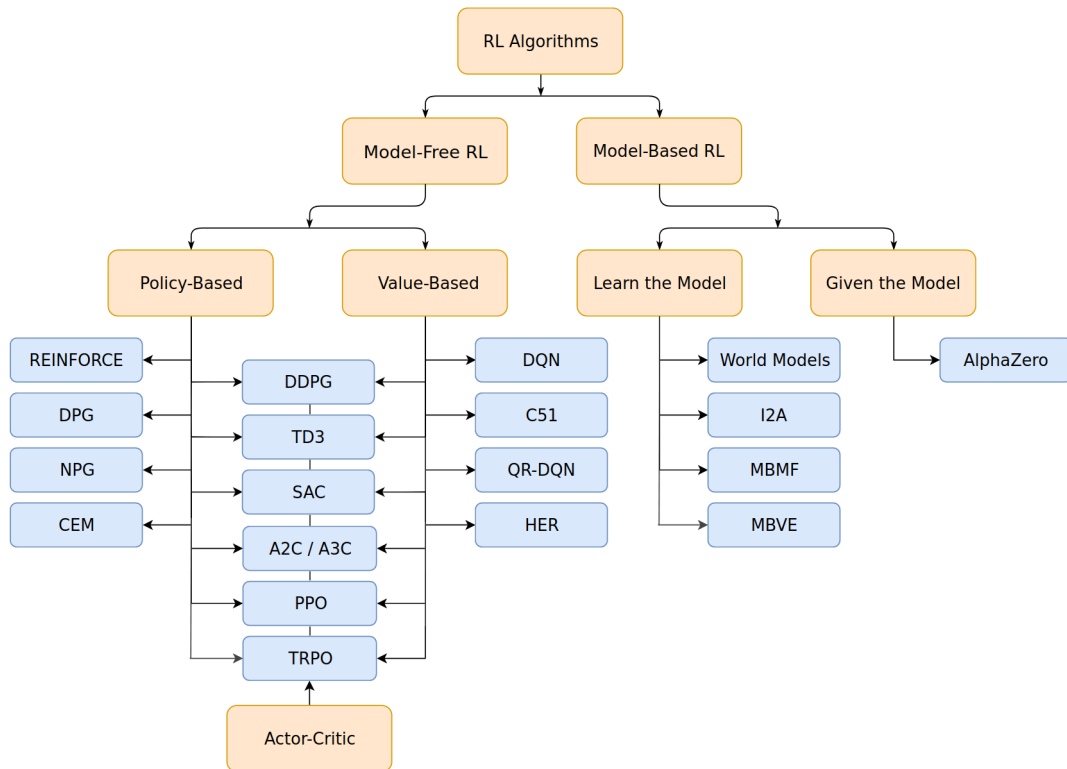 RL Algorithms
Model-Free RL
Model-Based RL
Policy-Based
Value-Based
Learn the Model
Given the Model
REINFORCE
DPG
NPG
CEM
DDPG
TD3
SAC
A2C / A3C
PPO
TRPO
DQN
C51
QR-DQN
HER
World Models
I2A
MBMF
MBVE
AlphaZero
Actor-Critic